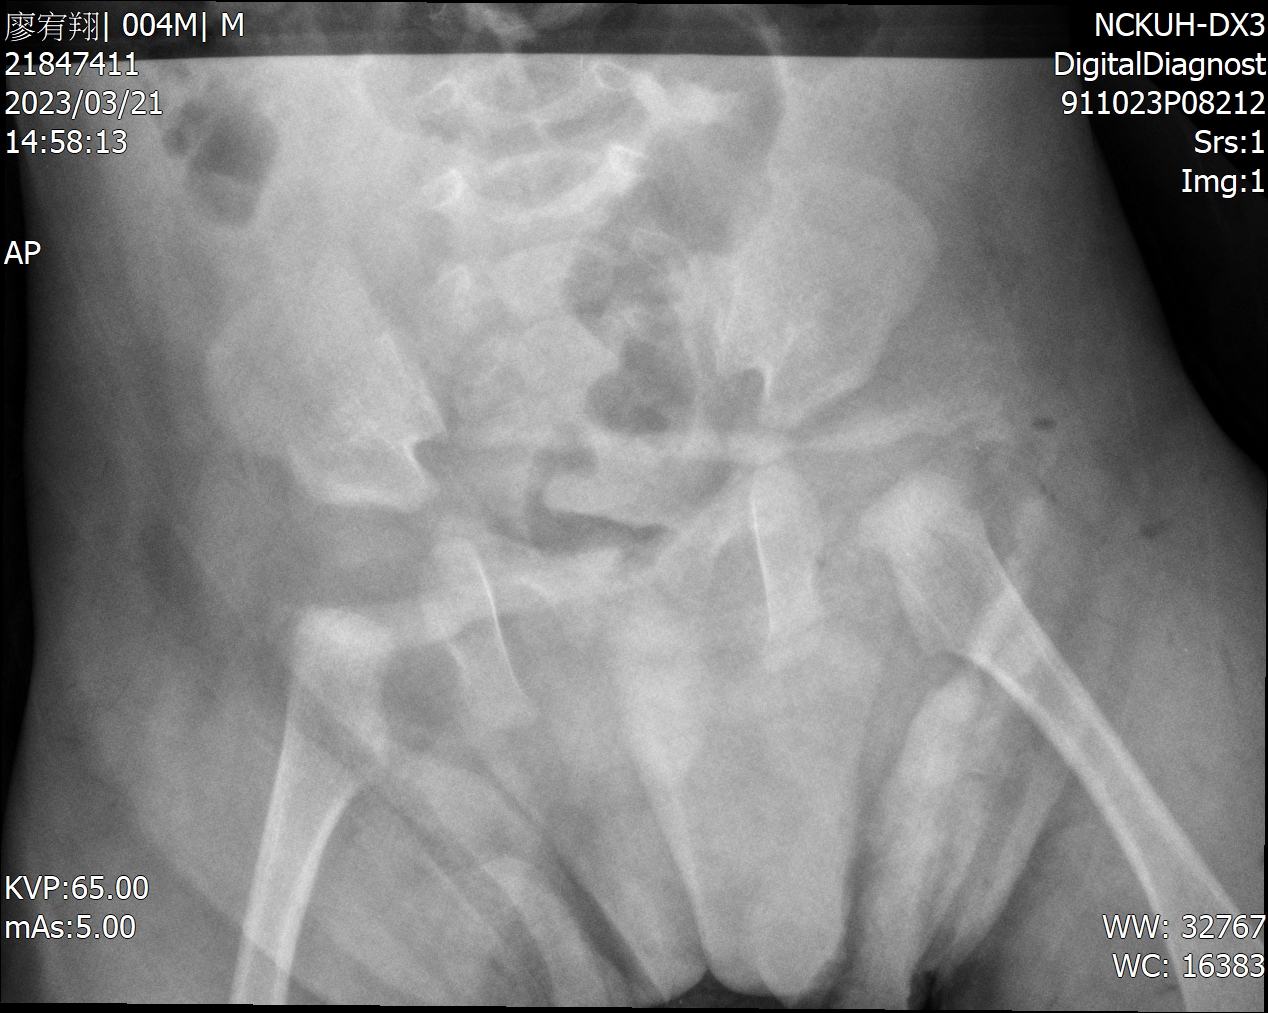 廖宥翔| 004M| M
21847411
2023/03/21
14:58:13
AP
NCKUH-DX3
DigitalDiagnost
911023P08212
Srs:1
Img:1
KVP:65.00
mAs:5.00
WW: 32767
WC: 16383